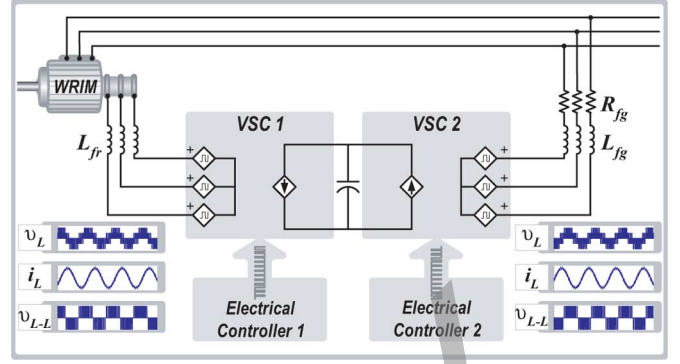 WRIM
L_fr
VSC 1
VSC 2
R_fg
L_fg
+
+
+
+
+
+
υ_L
i_L
υ_L-L
Electrical
Controller 1
Electrical
Controller 2
υ_L
i_L
υ_L-L